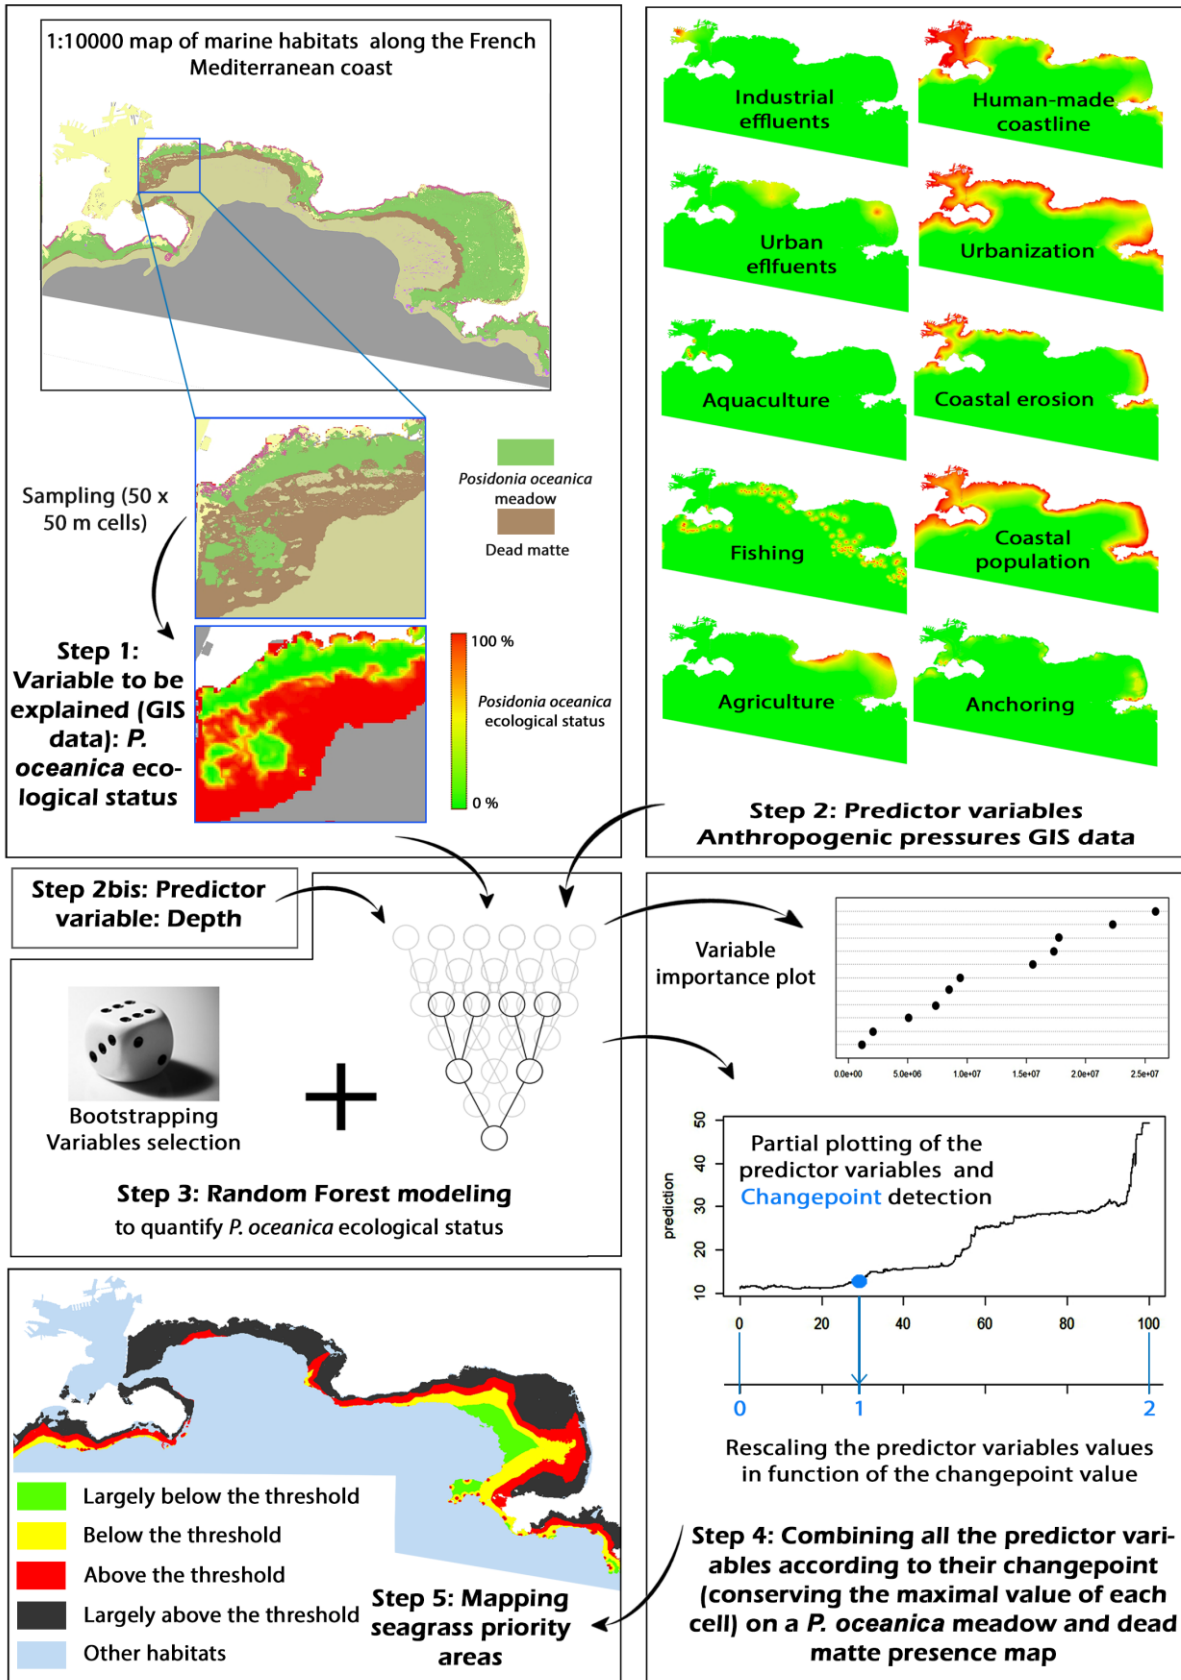 1:10000 map of marine habitats along the French
Mediterranean coast
Sampling (50 x
50 m cells)
Posidonia oceanica
meadow
Dead matte
Step 1:
Variable to be
explained (GIS
data): P.
oceanica eco-
logical status
100 %
Posidonia oceanica
ecological status
0 %
Industrial
effluents
Human-made
coastline
Urban
eflfuents
Urbanization
Aquaculture
Coastal erosion
Fishing
Coastal
population
Agriculture
Anchoring
Step 2: Predictor variables
Anthropogenic pressures GIS data
Step 2bis: Predictor
variable: Depth
Bootstrapping
Variables selection
+
Step 3: Random Forest modeling
to quantify P. oceanica ecological status
Variable
importance plot
0.0e+00 5.0e+06 1.0e+07 1.5e+07 2.0e+07 2.5e+07
Partial plotting of the
predictor variables and
Changepoint detection
prediction
50
40
30
20
10
0 20 40 60 80 100
0 1 2
Rescaling the predictor variables values
in function of the changepoint value
Step 4: Combining all the predictor vari-
ables according to their changepoint
(conserving the maximal value of each
cell) on a P. oceanica meadow and dead
matte presence map
Largely below the threshold
Below the threshold
Above the threshold
Largely above the threshold
Other habitats
Step 5: Mapping
seagrass priority
areas